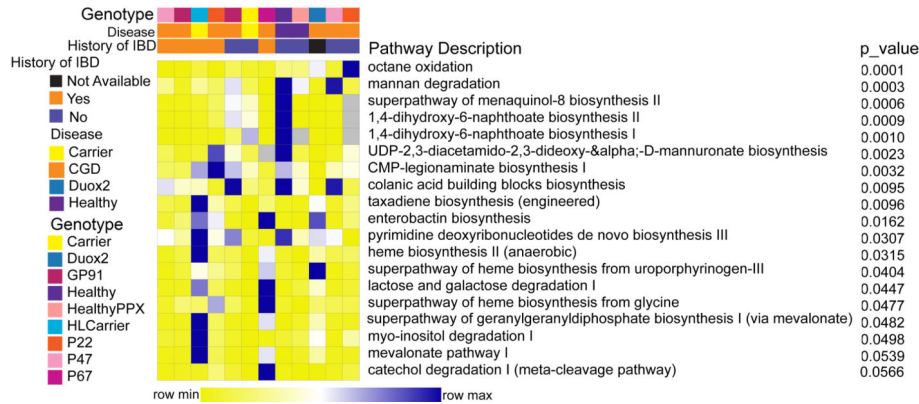 Genotype
Disease
History of IBD
Pathway Description
p_value
History of IBD
Not Available
Yes
No
Disease
Carrier
CGD
Duox2
Healthy
Genotype
Carrier
Duox2
GP91
Healthy
HealthyPPX
HLCarrier
P22
P47
P67
octane oxidation 0.0001
mannan degradation 0.0003
superpathway of menaquinol-8 biosynthesis II 0.0006
1,4-dihydroxy-6-naphthoate biosynthesis II 0.0009
1,4-dihydroxy-6-naphthoate biosynthesis I 0.0010
UDP-2,3-diacetamido-2,3-dideoxy-&alpha;-D-mannuronate biosynthesis 0.0023
CMP-legionaminate biosynthesis I 0.0032
colanic acid building blocks biosynthesis 0.0095
taxadiene biosynthesis (engineered) 0.0096
enterobactin biosynthesis 0.0162
pyrimidine deoxyribonucleotides de novo biosynthesis III 0.0307
heme biosynthesis II (anaerobic) 0.0315
superpathway of heme biosynthesis from uroporphyrinogen-III 0.0404
lactose and galactose degradation I 0.0447
superpathway of heme biosynthesis from glycine 0.0477
superpathway of geranylgeranyldiphosphate biosynthesis I (via mevalonate) 0.0482
myo-inositol degradation I 0.0498
mevalonate pathway I 0.0539
catechol degradation I (meta-cleavage pathway) 0.0566
row min row max